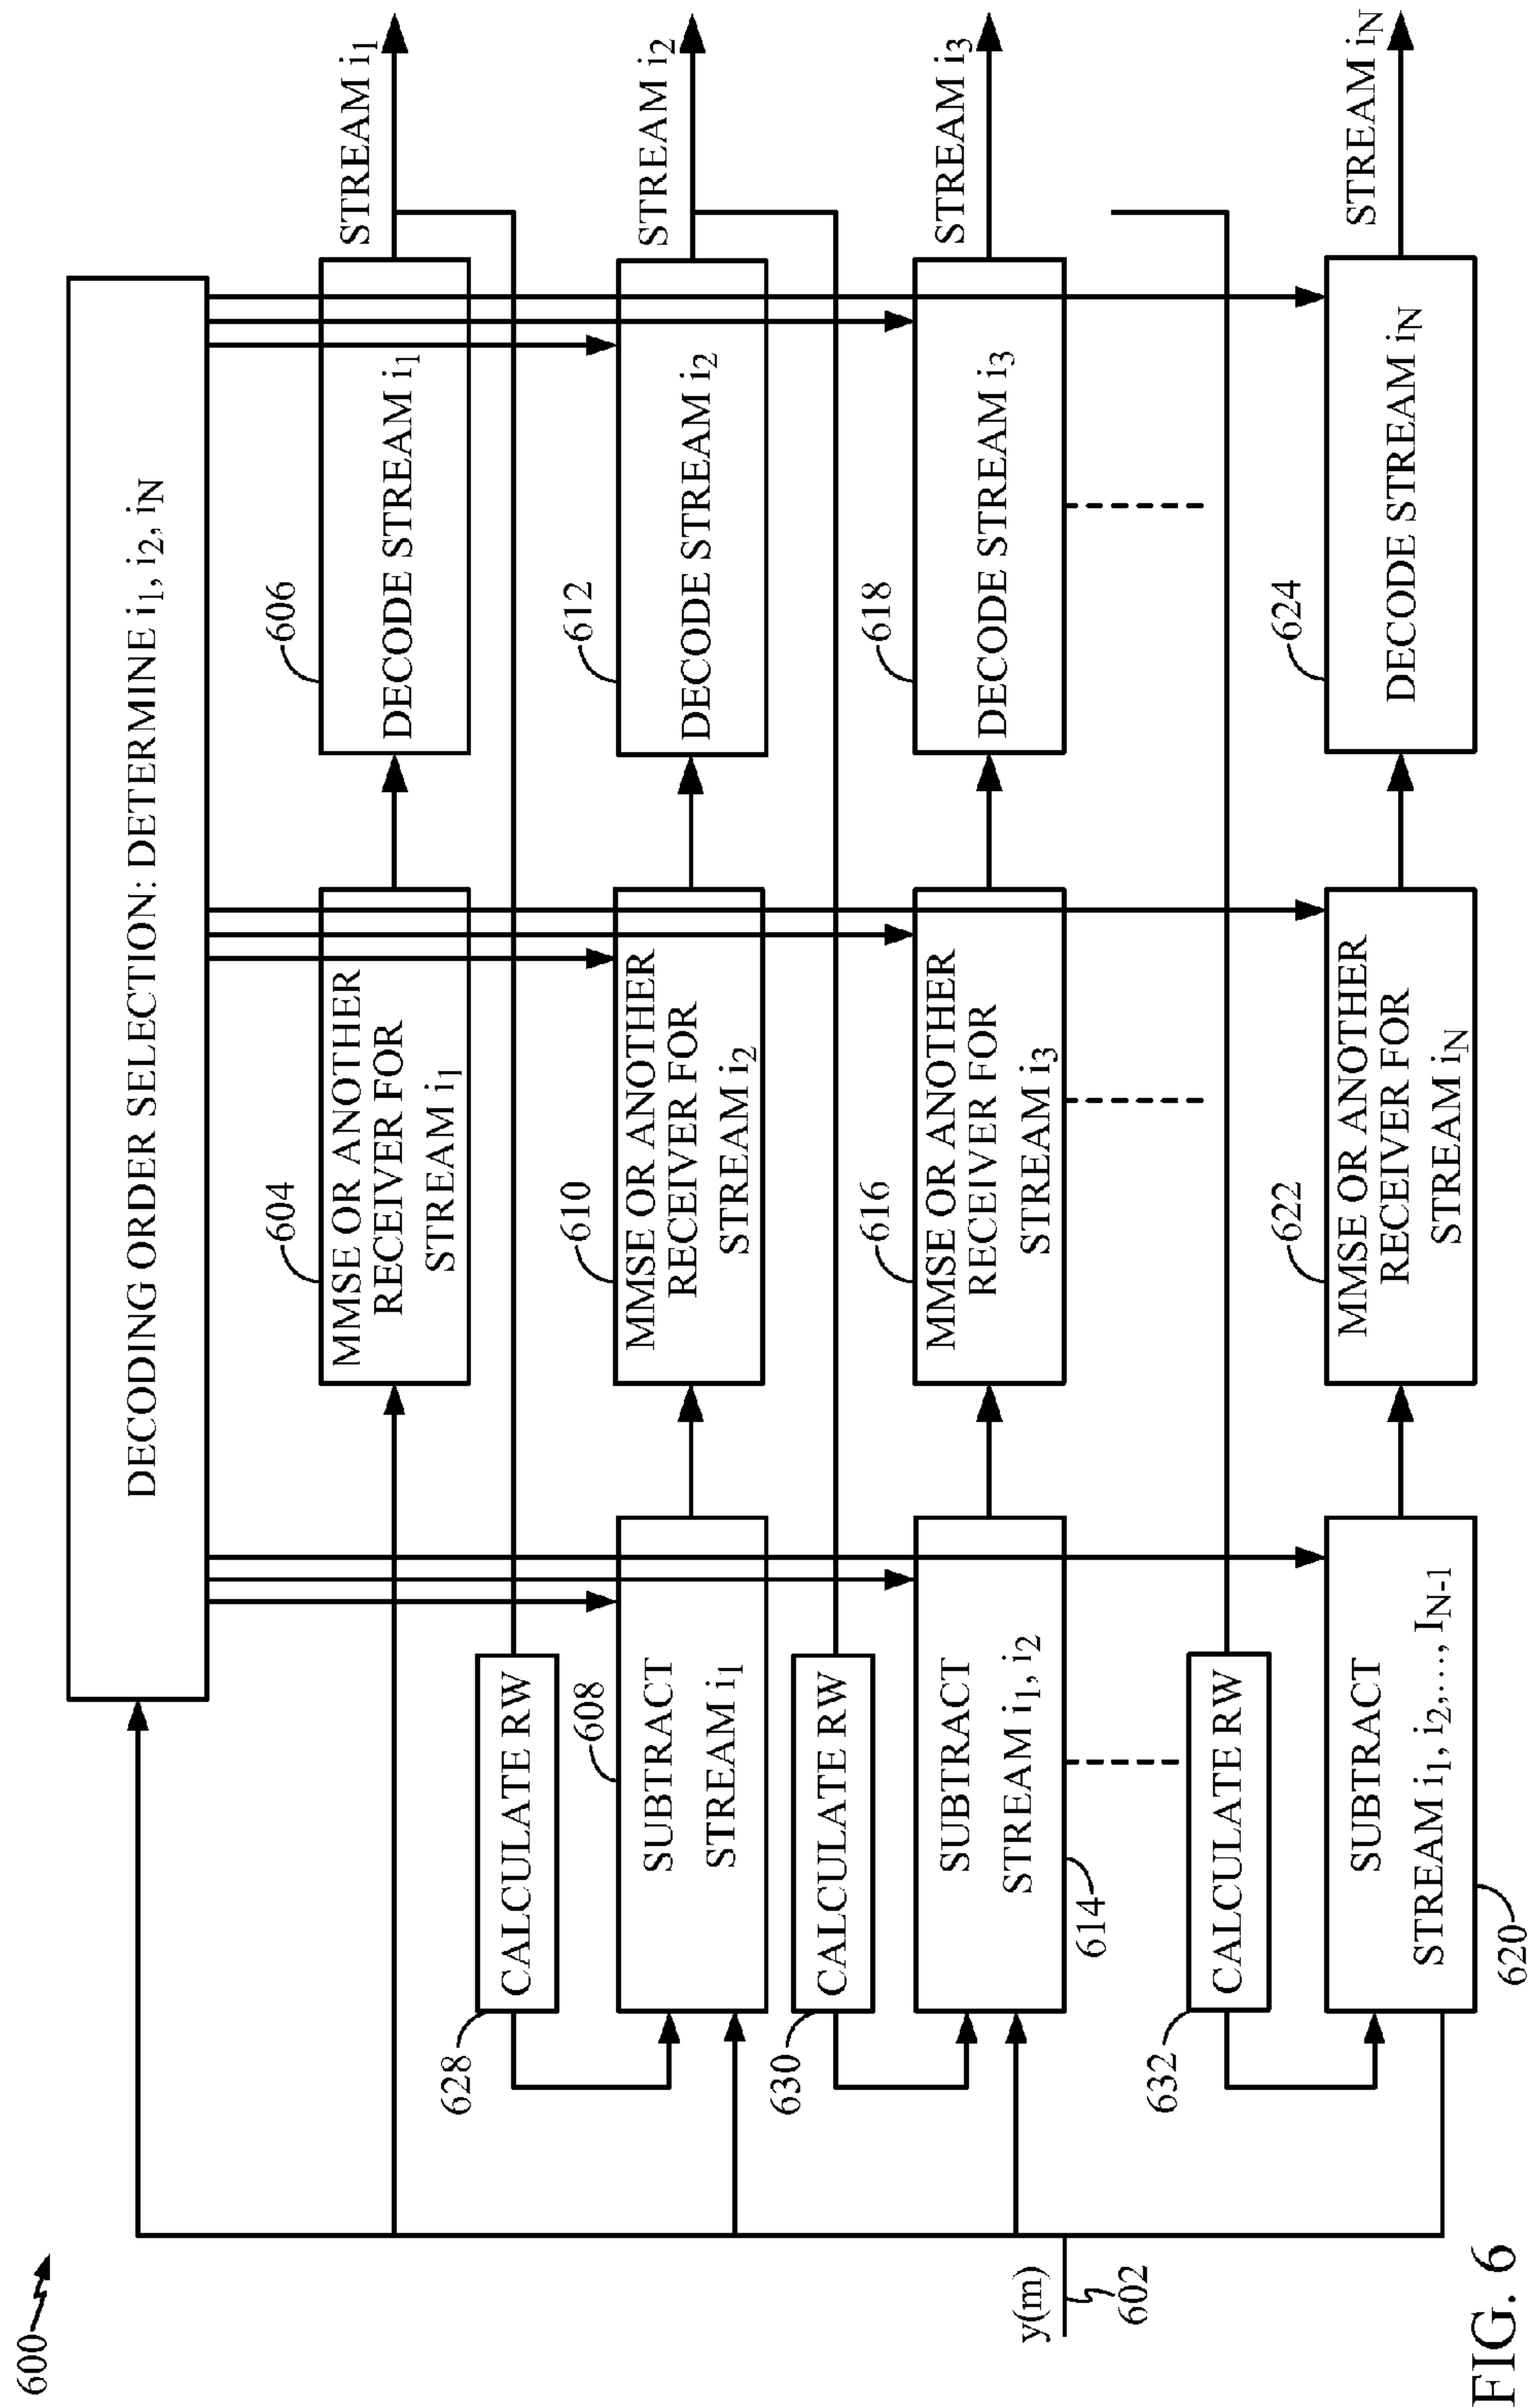 600
DECODING ORDER SELECTION: DETERMINE i1, i2, iN
604
MMSE OR ANOTHER
RECEIVER FOR
STREAM i1
606
DECODE STREAM i1
STREAM i1
628
CALCULATE RW
608
SUBTRACT
STREAM i1
610
MMSE OR ANOTHER
RECEIVER FOR
STREAM i2
612
DECODE STREAM i2
STREAM i2
630
CALCULATE RW
SUBTRACT
STREAM i1, i2
614
616
MMSE OR ANOTHER
RECEIVER FOR
STREAM i3
618
DECODE STREAM i3
STREAM i3
y(m)
602
632
CALCULATE RW
SUBTRACT
STREAM i1, i2,..., IN-1
620
622
MMSE OR ANOTHER
RECEIVER FOR
STREAM iN
624
DECODE STREAM iN
STREAM iN
FIG. 6